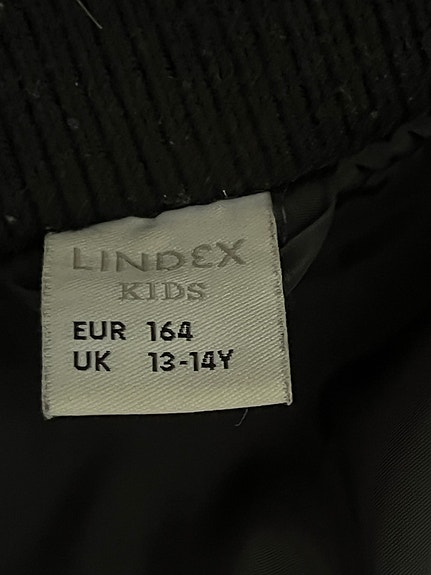 LINDEX
KIDS
EUR 164
UK 13-14Y